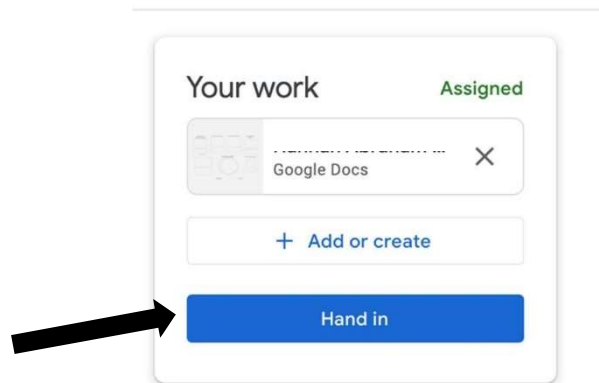 Your work
Assigned
Google Docs
+ Add or create
Hand in